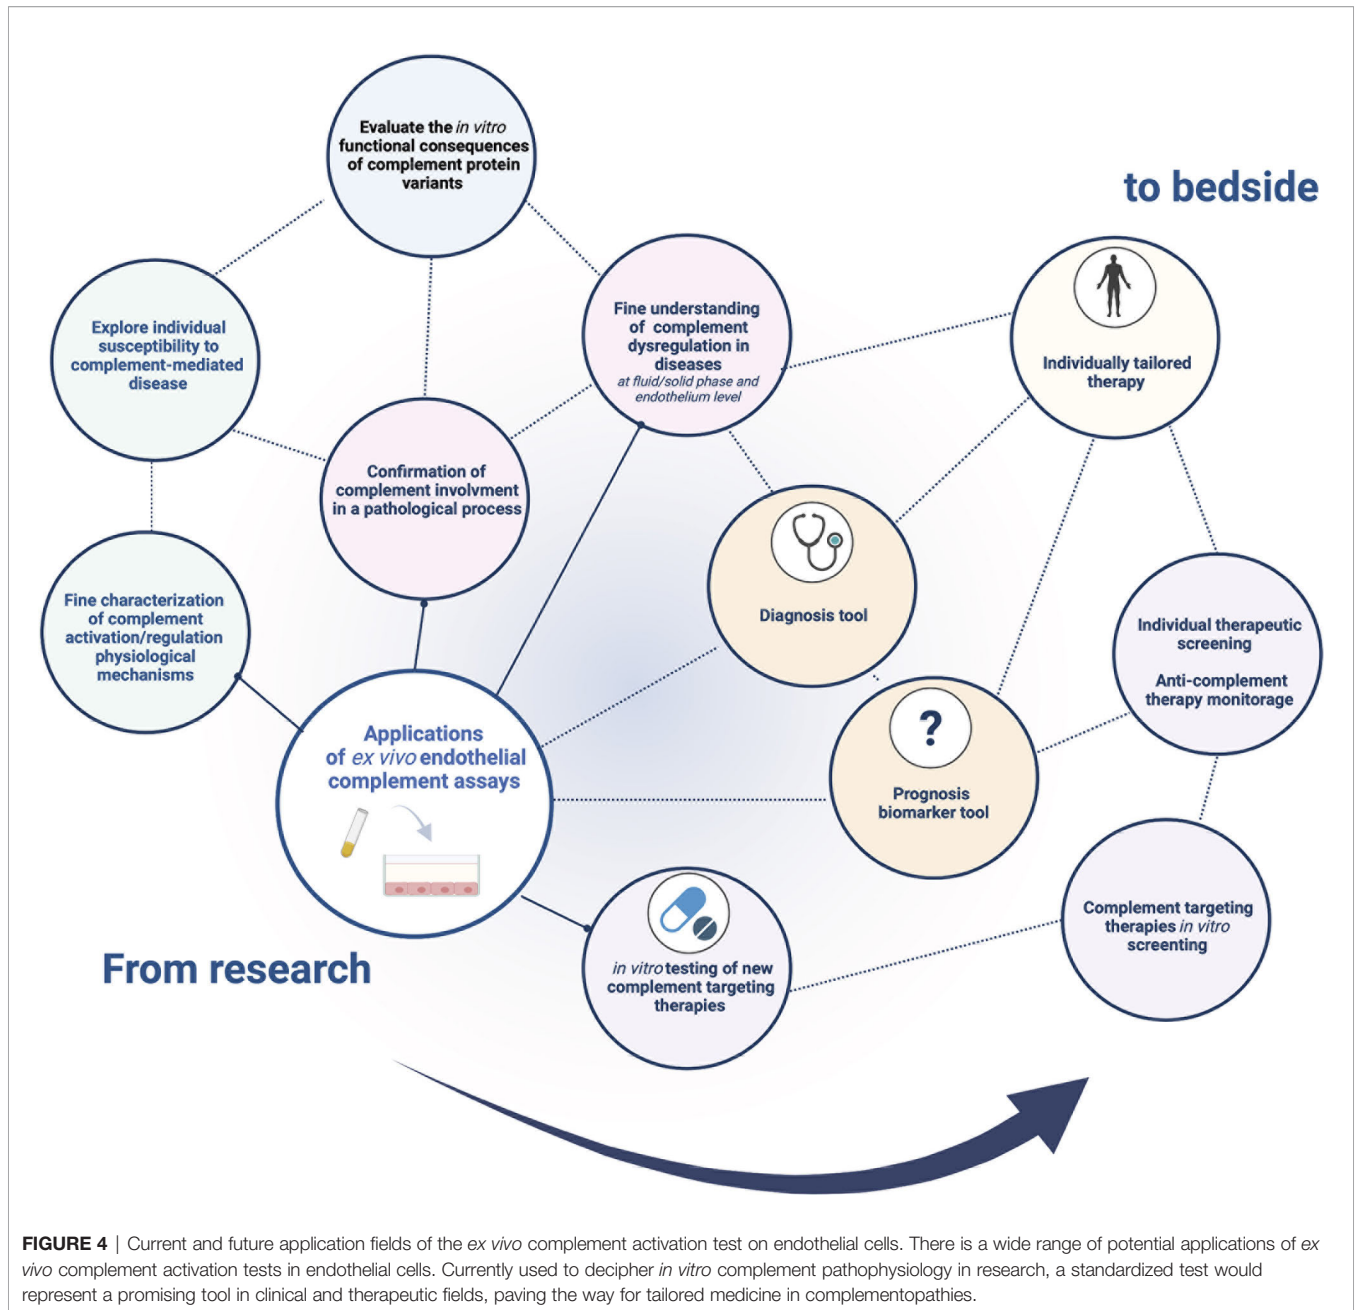 Evaluate the in vitro
functional consequences
of complement protein
variants
to bedside
Explore individual
susceptibility to
complement-mediated
disease
Fine understanding
of complement
dysregulation in
diseases
at fluid/solid phase and
endothelium level
Individually tailored
therapy
Confirmation of
complement involvment
in a pathological process
Fine characterization
of complement
activation/regulation
physiological
mechanisms
Diagnosis tool
Individual therapeutic
screening
Anti-complement
therapy monitorage
Applications
of ex vivo endothelial
complement assays
?
Prognosis
biomarker tool
Complement targeting
therapies in vitro
screenting
From research
in vitro testing of new
complement targeting
therapies
FIGURE 4 | Current and future application fields of the ex vivo complement activation test on endothelial cells. There is a wide range of potential applications of ex
vivo complement activation tests in endothelial cells. Currently used to decipher in vitro complement pathophysiology in research, a standardized test would
represent a promising tool in clinical and therapeutic fields, paving the way for tailored medicine in complementopathies.